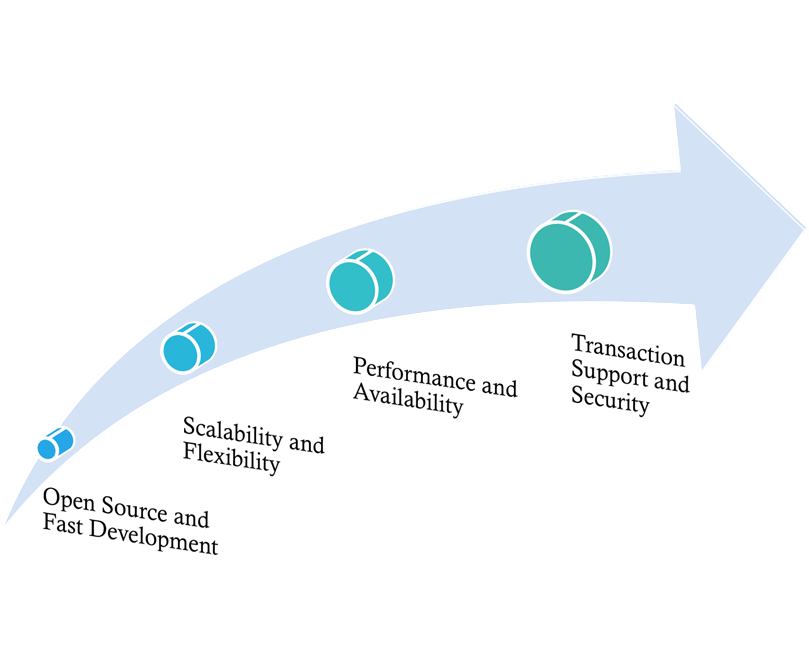 Open Source and
Fast Development
Scalability and
Flexibility
Performance and
Availability
Transaction
Support and
Security